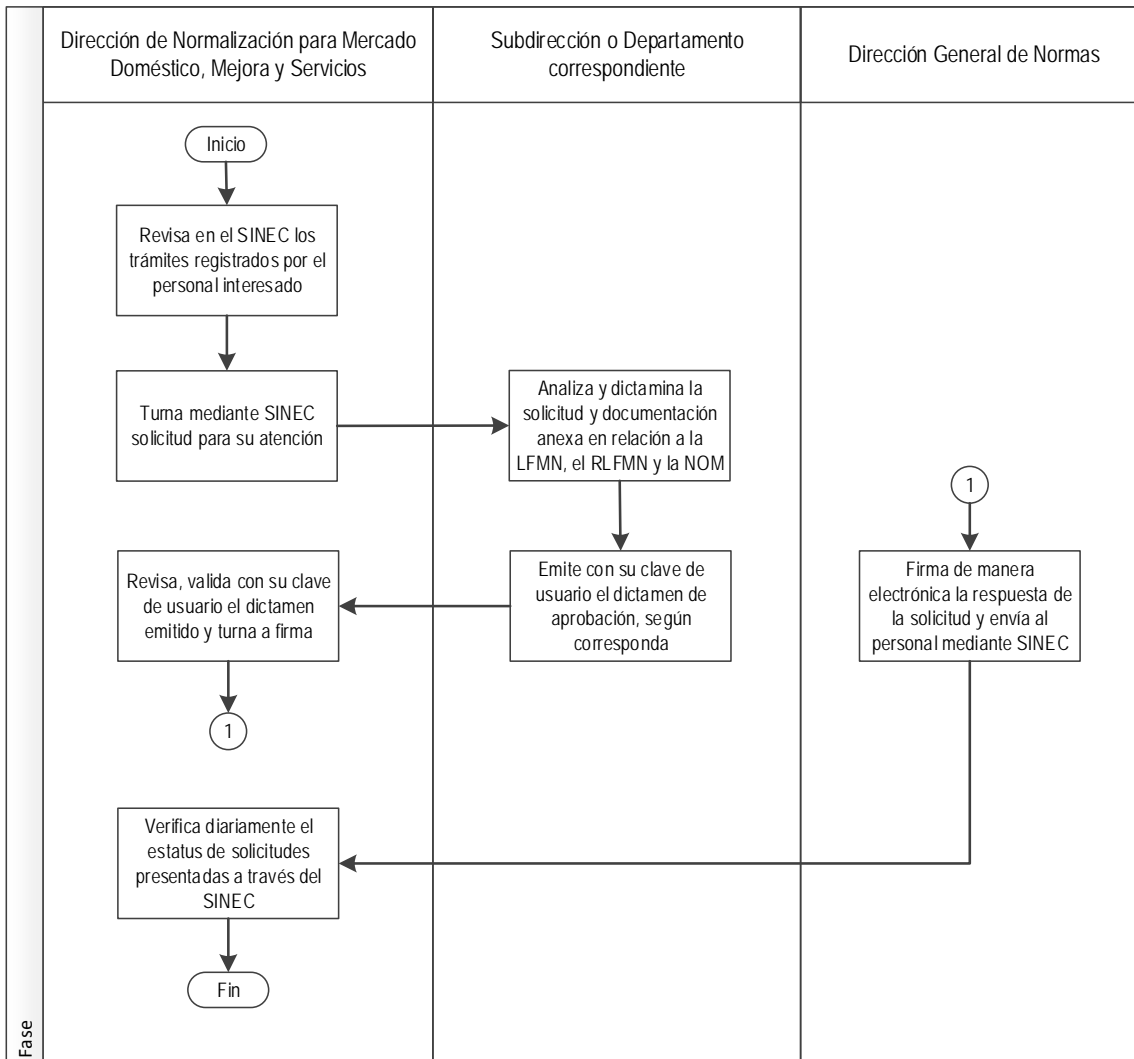 Dirección de Normalización para Mercado
Doméstico, Mejora y Servicios
Subdirección o Departamento
correspondiente
Dirección General de Normas
Inicio
Revisa en el SINEC los
trámites registrados por el
personal interesado
Turna mediante SINEC
solicitud para su atención
Analiza y dictamina la
solicitud y documentación
anexa en relación a la
LFMN, el RLFMN y la NOM
Emite con su clave de
usuario el dictamen de
aprobación, según
corresponda
Revisa, valida con su clave
de usuario el dictamen
emitido y turna a firma
1
1
Firma de manera
electrónica la respuesta de
la solicitud y envía al
personal mediante SINEC
Verifica diariamente el
estatus de solicitudes
presentadas a través del
SINEC
Fin
Fase